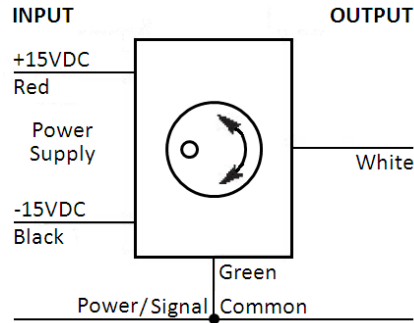 INPUT
OUTPUT
+15VDC
Red
Power
Supply
White
-15VDC
Black
Green
Power/Signal Common